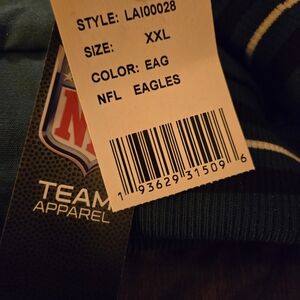 STYLE: LAI00028
SIZE: XXL
COLOR: EAG
NFL EAGLES
1 93629 31509 6
TEAM
APPAREL